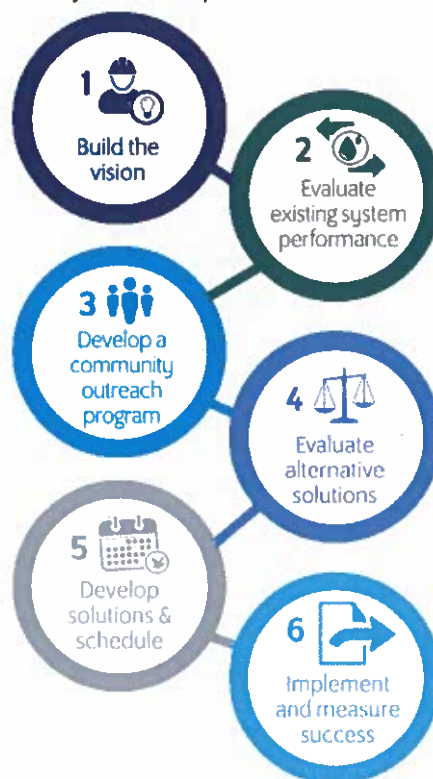 1
Build the
vision
2
Evaluate
existing system
performance
3
Develop a
community
outreach
program
4
Evaluate
alternative
solutions
5
Develop
solutions &
schedule
6
Implement
and measure
success